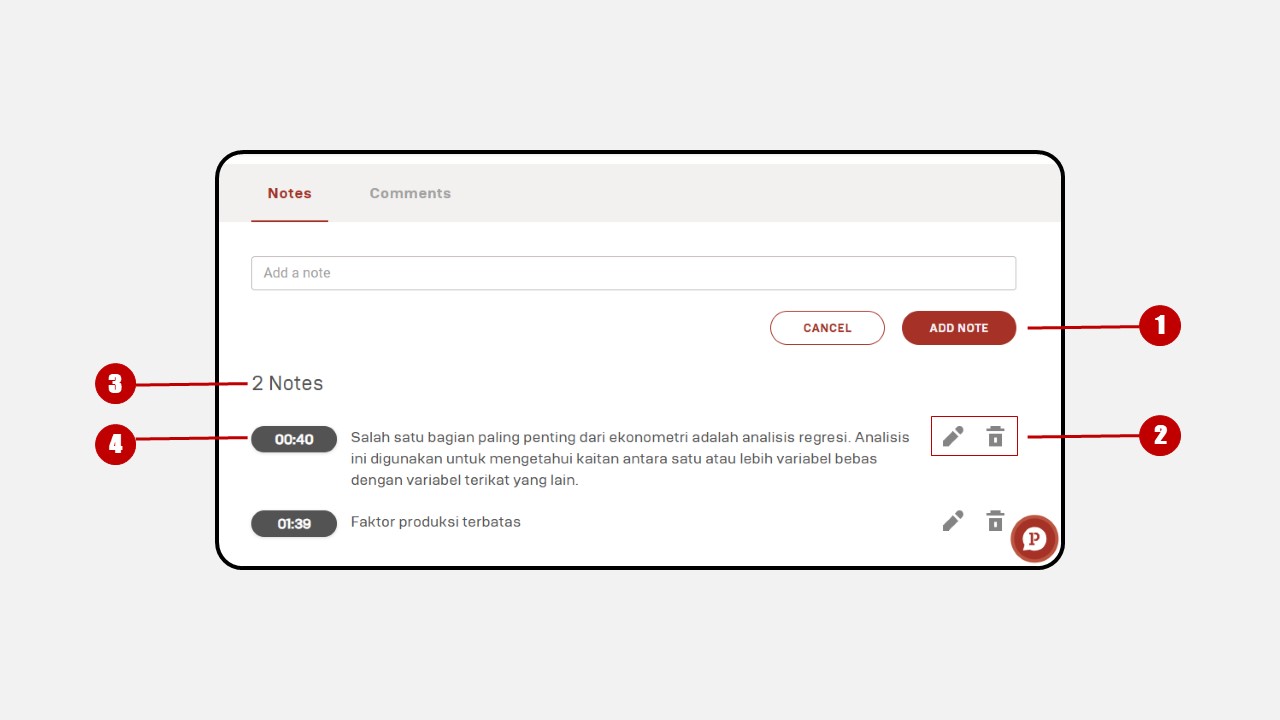 Notes
Comments
Add a note
CANCEL
ADD NOTE
1
3
2 Notes
4
00:40
Salah satu bagian paling penting dari ekonometri adalah analisis regresi. Analisis
ini digunakan untuk mengetahui kaitan antara satu atau lebih variabel bebas
dengan variabel terikat yang lain.
2
01:39
Faktor produksi terbatas
P